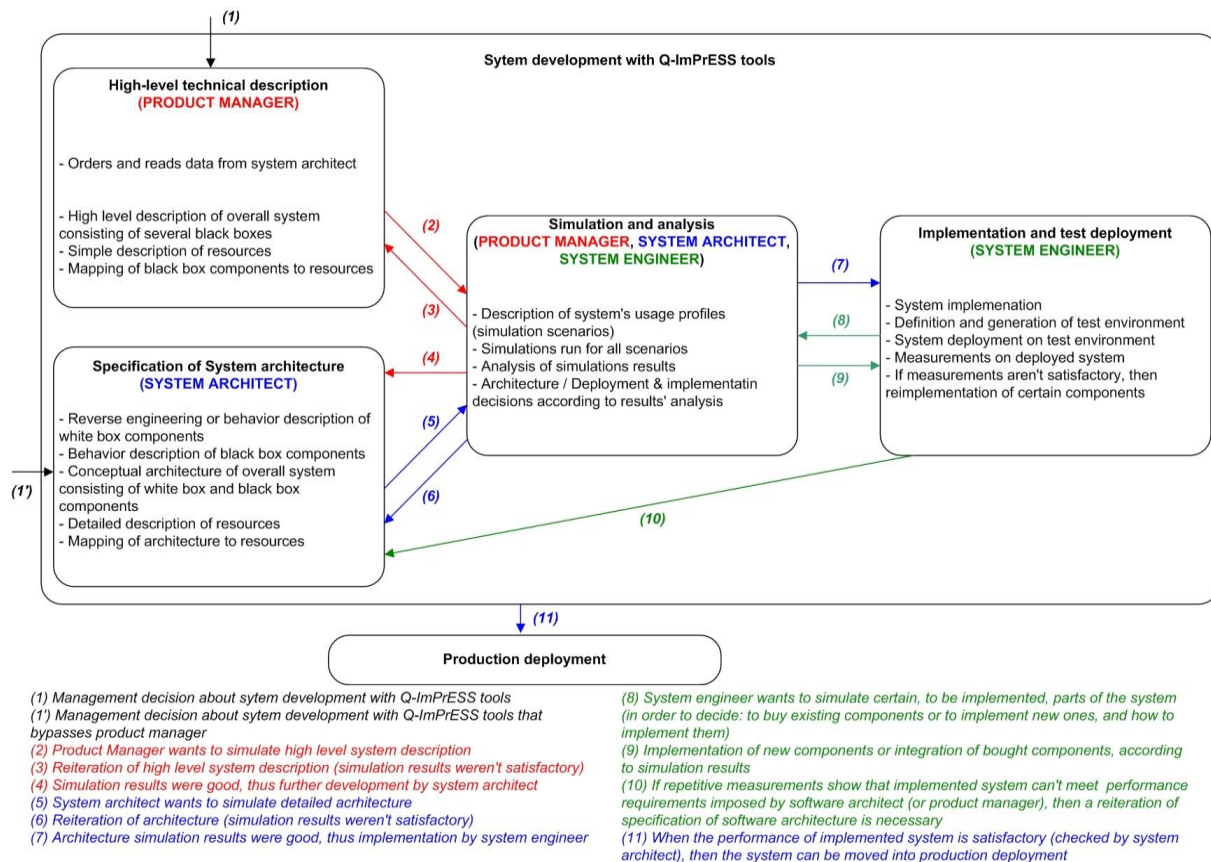 (1)
Sytem development with Q-ImPrESS tools
High-level technical description
(PRODUCT MANAGER)
- Orders and reads data from system architect
- High level description of overall system
consisting of several black boxes
- Simple description of resources
- Mapping of black box components to resources
(2)
(3)
(4)
Simulation and analysis
(PRODUCT MANAGER, SYSTEM ARCHITECT,
SYSTEM ENGINEER)
- Description of system's usage profiles
(simulation scenarios)
- Simulations run for all scenarios
- Analysis of simulations results
- Architecture / Deployment & implementatin
decisions according to results' analysis
(7)
(8)
(9)
Implementation and test deployment
(SYSTEM ENGINEER)
- System implemenation
- Definition and generation of test environment
- System deployment on test environment
- Measurements on deployed system
- If measurements aren't satisfactory, then
reimplementation of certain components
Specification of System architecture
(SYSTEM ARCHITECT)
- Reverse engineering or behavior description of
white box components
- Behavior description of black box components
- Conceptual architecture of overall system
consisting of white box and black box
components
- Detailed description of resources
- Mapping of architecture to resources
(1')
(5)
(6)
(10)
(11)
Production deployment
(1) Management decision about sytem development with Q-ImPrESS tools
(1') Management decision about sytem development with Q-ImPrESS tools that
bypasses product manager
(2) Product Manager wants to simulate high level system description
(3) Reiteration of high level system description (simulation results weren't satisfactory)
(4) Simulation results were good, thus further development by system architect
(5) System architect wants to simulate detailed acrhitecture
(6) Reiteration of architecture (simulation results weren't satisfactory)
(7) Architecture simulation results were good, thus implementation by system engineer
(8) System engineer wants to simulate certain, to be implemented, parts of the system
(in order to decide: to buy existing components or to implement new ones, and how to
implement them)
(9) Implementation of new components or integration of bought components, according
to simulation results
(10) If repetitive measurements show that implemented system can't meet performance
requirements imposed by software architect (or product manager), then a reiteration of
specification of software architecture is necessary
(11) When the performance of implemented system is satisfactory (checked by system
architect), then the system can be moved into production deployment